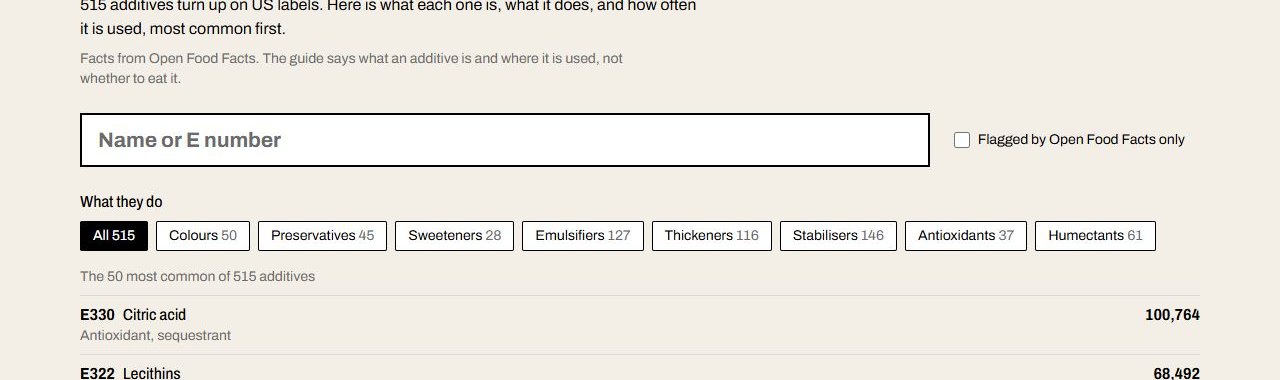 515 additives turn up on US labels. Here is what each one is, what it does, and how often
it is used, most common first.
Facts from Open Food Facts. The guide says what an additive is and where it is used, not
whether to eat it.
Name or E number
Flagged by Open Food Facts only
What they do
All 515 Colours 50 Preservatives 45 Sweeteners 28 Emulsifiers 127 Thickeners 116 Stabilisers 146 Antioxidants 37 Humectants 61
The 50 most common of 515 additives
E330 Citric acid 100,764
Antioxidant, sequestrant
E322 Lecithins 68,492